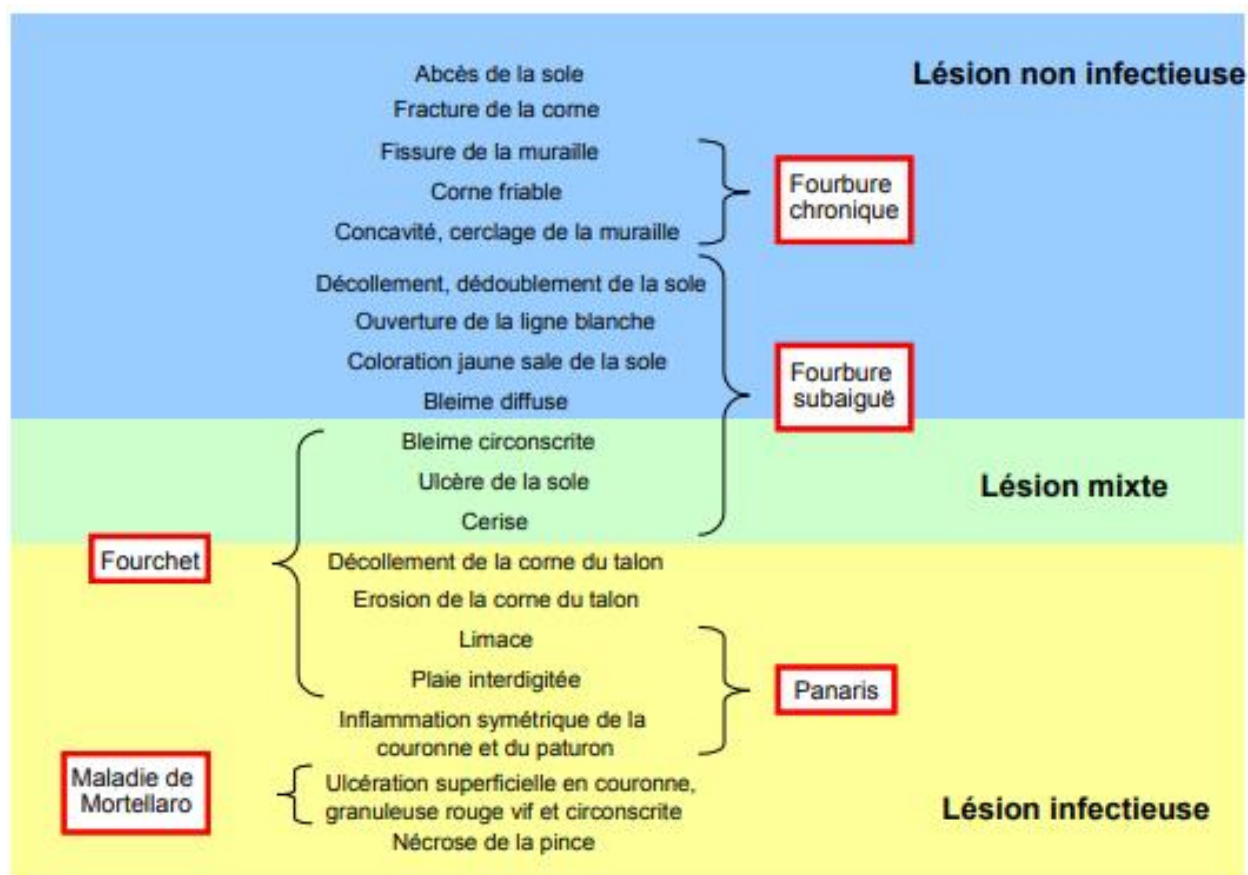 Lésion non infectieuse
Abcès de la sole
Fracture de la corne
Fissure de la muraille
Corne friable
Concavité, cerclage de la muraille
Fourbure
chronique
Décollement, dédoublement de la sole
Ouverture de la ligne blanche
Coloration jaune sale de la sole
Bleime diffuse
Fourbure
subaiguë
Bleime circonscrite
Ulcère de la sole
Cerise
Lésion mixte
Fourchet
Décollement de la corne du talon
Erosion de la corne du talon
Limace
Plaie interdigitée
Inflammation symétrique de la
couronne et du paturon
Panaris
Maladie de
Mortellaro
Ulcération superficielle en couronne,
granuleuse rouge vif et circonscrite
Nécrose de la pince
Lésion infectieuse